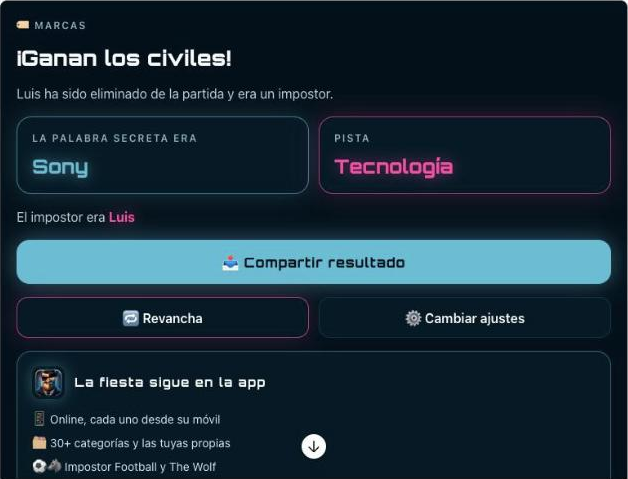 MARCAS
¡Ganan los civiles!
Luis ha sido eliminado de la partida y era un impostor.
LA PALABRA SECRETA ERA
Sony
PISTA
Tecnología
El impostor era Luis
Compartir resultado
Revancha
Cambiar ajustes
La fiesta sigue en la app
Online, cada uno desde su móvil
30+ categorías y las tuyas propias
Impostor Football y The Wolf